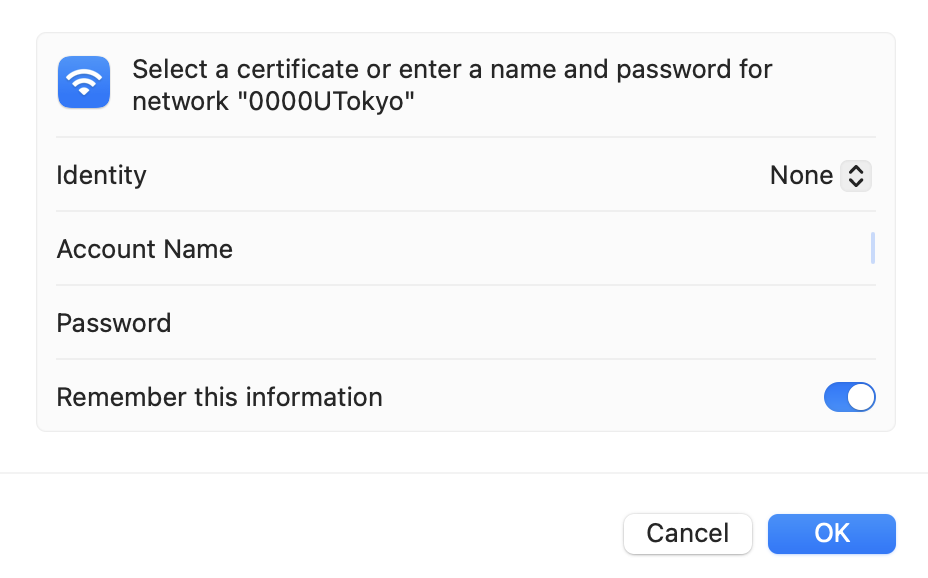 Select a certificate or enter a name and password for
network "0000UTokyo"
Identity
None
Account Name
Password
Remember this information
Cancel
OK